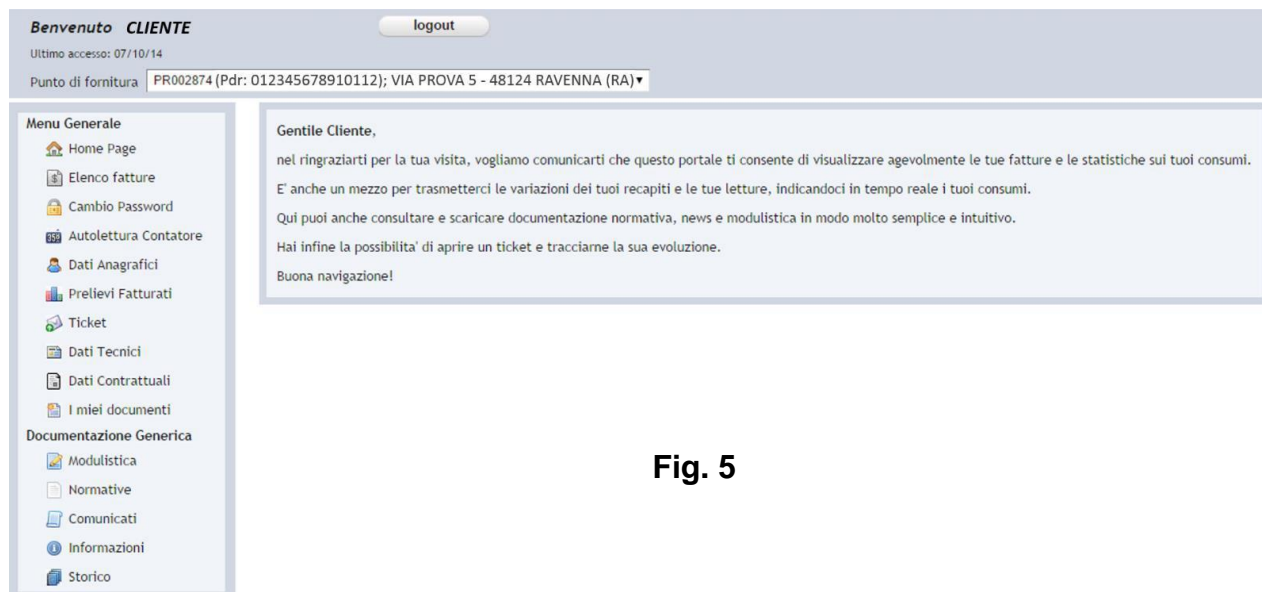 Benvenuto CLIENTE
logout
Ultimo accesso: 07/10/14
Punto di fornitura PR002874 (Pdr: 012345678910112); VIA PROVA 5 - 48124 RAVENNA (RA)
Menu Generale
Home Page
Elenco fatture
Cambio Password
Autolettura Contatore
Dati Anagrafici
Prelievi Fatturati
Ticket
Dati Tecnici
Dati Contrattuali
I miei documenti
Documentazione Generica
Modulistica
Normative
Comunicati
Informazioni
Storico
Gentile Cliente,
nel ringraziarti per la tua visita, vogliamo comunicarti che questo portale ti consente di visualizzare agevolmente le tue fatture e le statistiche sui tuoi consumi.
E' anche un mezzo per trasmetterci le variazioni dei tuoi recapiti e le tue letture, indicandoci in tempo reale i tuoi consumi.
Qui puoi anche consultare e scaricare documentazione normativa, news e modulistica in modo molto semplice e intuitivo.
Hai infine la possibilita' di aprire un ticket e tracciarne la sua evoluzione.
Buona navigazione!
Fig. 5